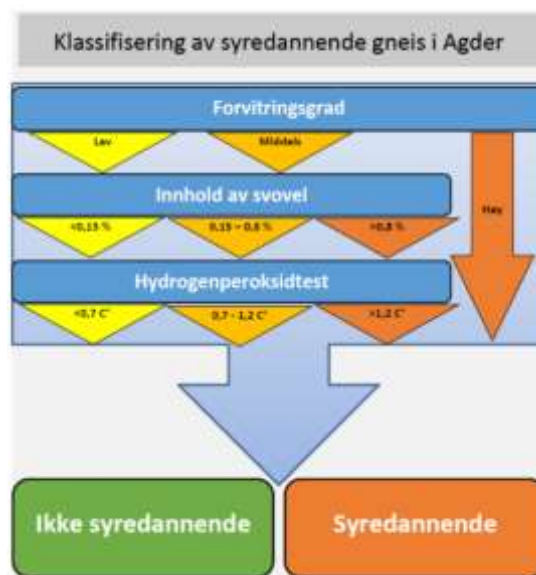 Klassifisering av syredannende gneis i Agder
Forvitringsgrad
Lav
Middels
Høy
Innhold av svovel
<0,15 %
0,15 – 0,8 %
>0,8 %
Hydrogenperoksidtest
<0,7 C°
0,7 - 1,2 C°
>1,2 C°
Ikke syredannende
Syredannende